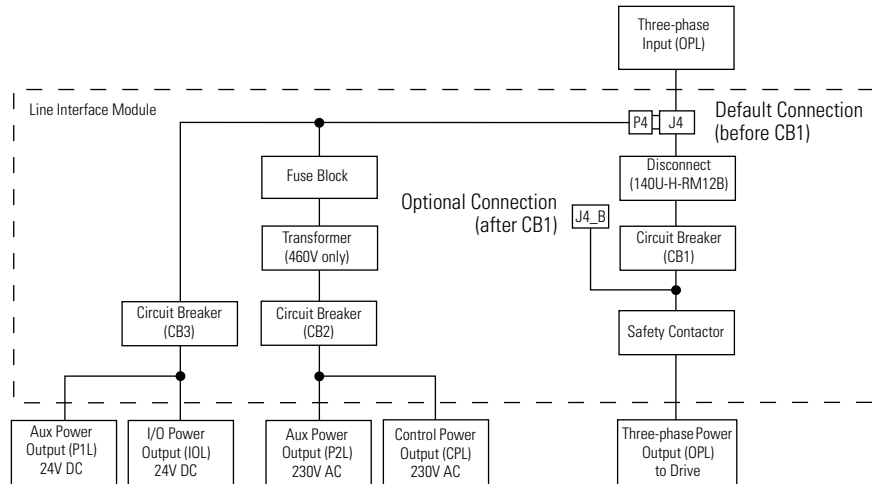 Three-phase
Input (OPL)
Line Interface Module
P4
J4
Default Connection
(before CB1)
Fuse Block
Disconnect
(140U-H-RM12B)
Optional Connection
(after CB1)
J4_B
Transformer
(460V only)
Circuit Breaker
(CB1)
Circuit Breaker
(CB3)
Circuit Breaker
(CB2)
Safety Contactor
Aux Power
Output (P1L)
24V DC
I/O Power
Output (IOL)
24V DC
Aux Power
Output (P2L)
230V AC
Control Power
Output (CPL)
230V AC
Three-phase Power
Output (OPL)
to Drive